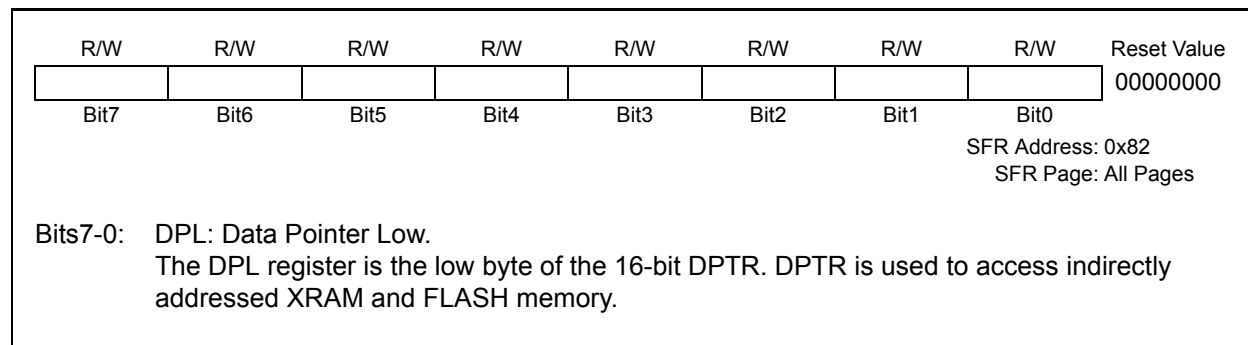 R/W R/W R/W R/W R/W R/W R/W R/W Reset Value
00000000
Bit7 Bit6 Bit5 Bit4 Bit3 Bit2 Bit1 Bit0
SFR Address: 0x82
SFR Page: All Pages
Bits7-0: DPL: Data Pointer Low.
The DPL register is the low byte of the 16-bit DPTR. DPTR is used to access indirectly
addressed XRAM and FLASH memory.